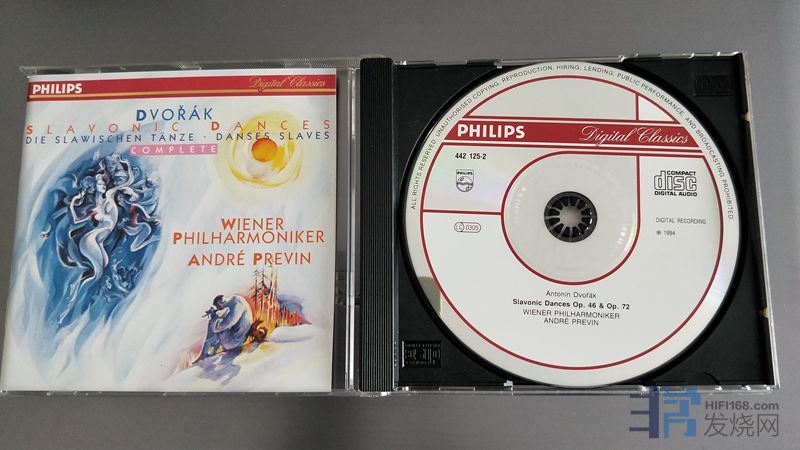 PHILIPS
Digital Classics
DVOŘÁK
SLAVONIC DANCES
DIE SLAWISCHEN TÄNZE · DANSES SLAVES
COMPLETE
WIENER
PHILHARMONIKER
ANDRÉ PREVIN
ALL RIGHTS RESERVED. UNAUTHORISED COPYING, REPRODUCTION, HIRING, LENDING, PUBLIC PERFORMANCE, AND BROADCASTING PROHIBITED.
PHILIPS
Digital Classics
442 125-2
PHILIPS
COMPACT
disc
DIGITAL AUDIO
LC 0305
DIGITAL RECORDING
℗ 1994
Antonín Dvořák
Slavonic Dances Op. 46 & Op. 72
WIENER PHILHARMONIKER
ANDRÉ PREVIN
HIFI168.com
发烧网